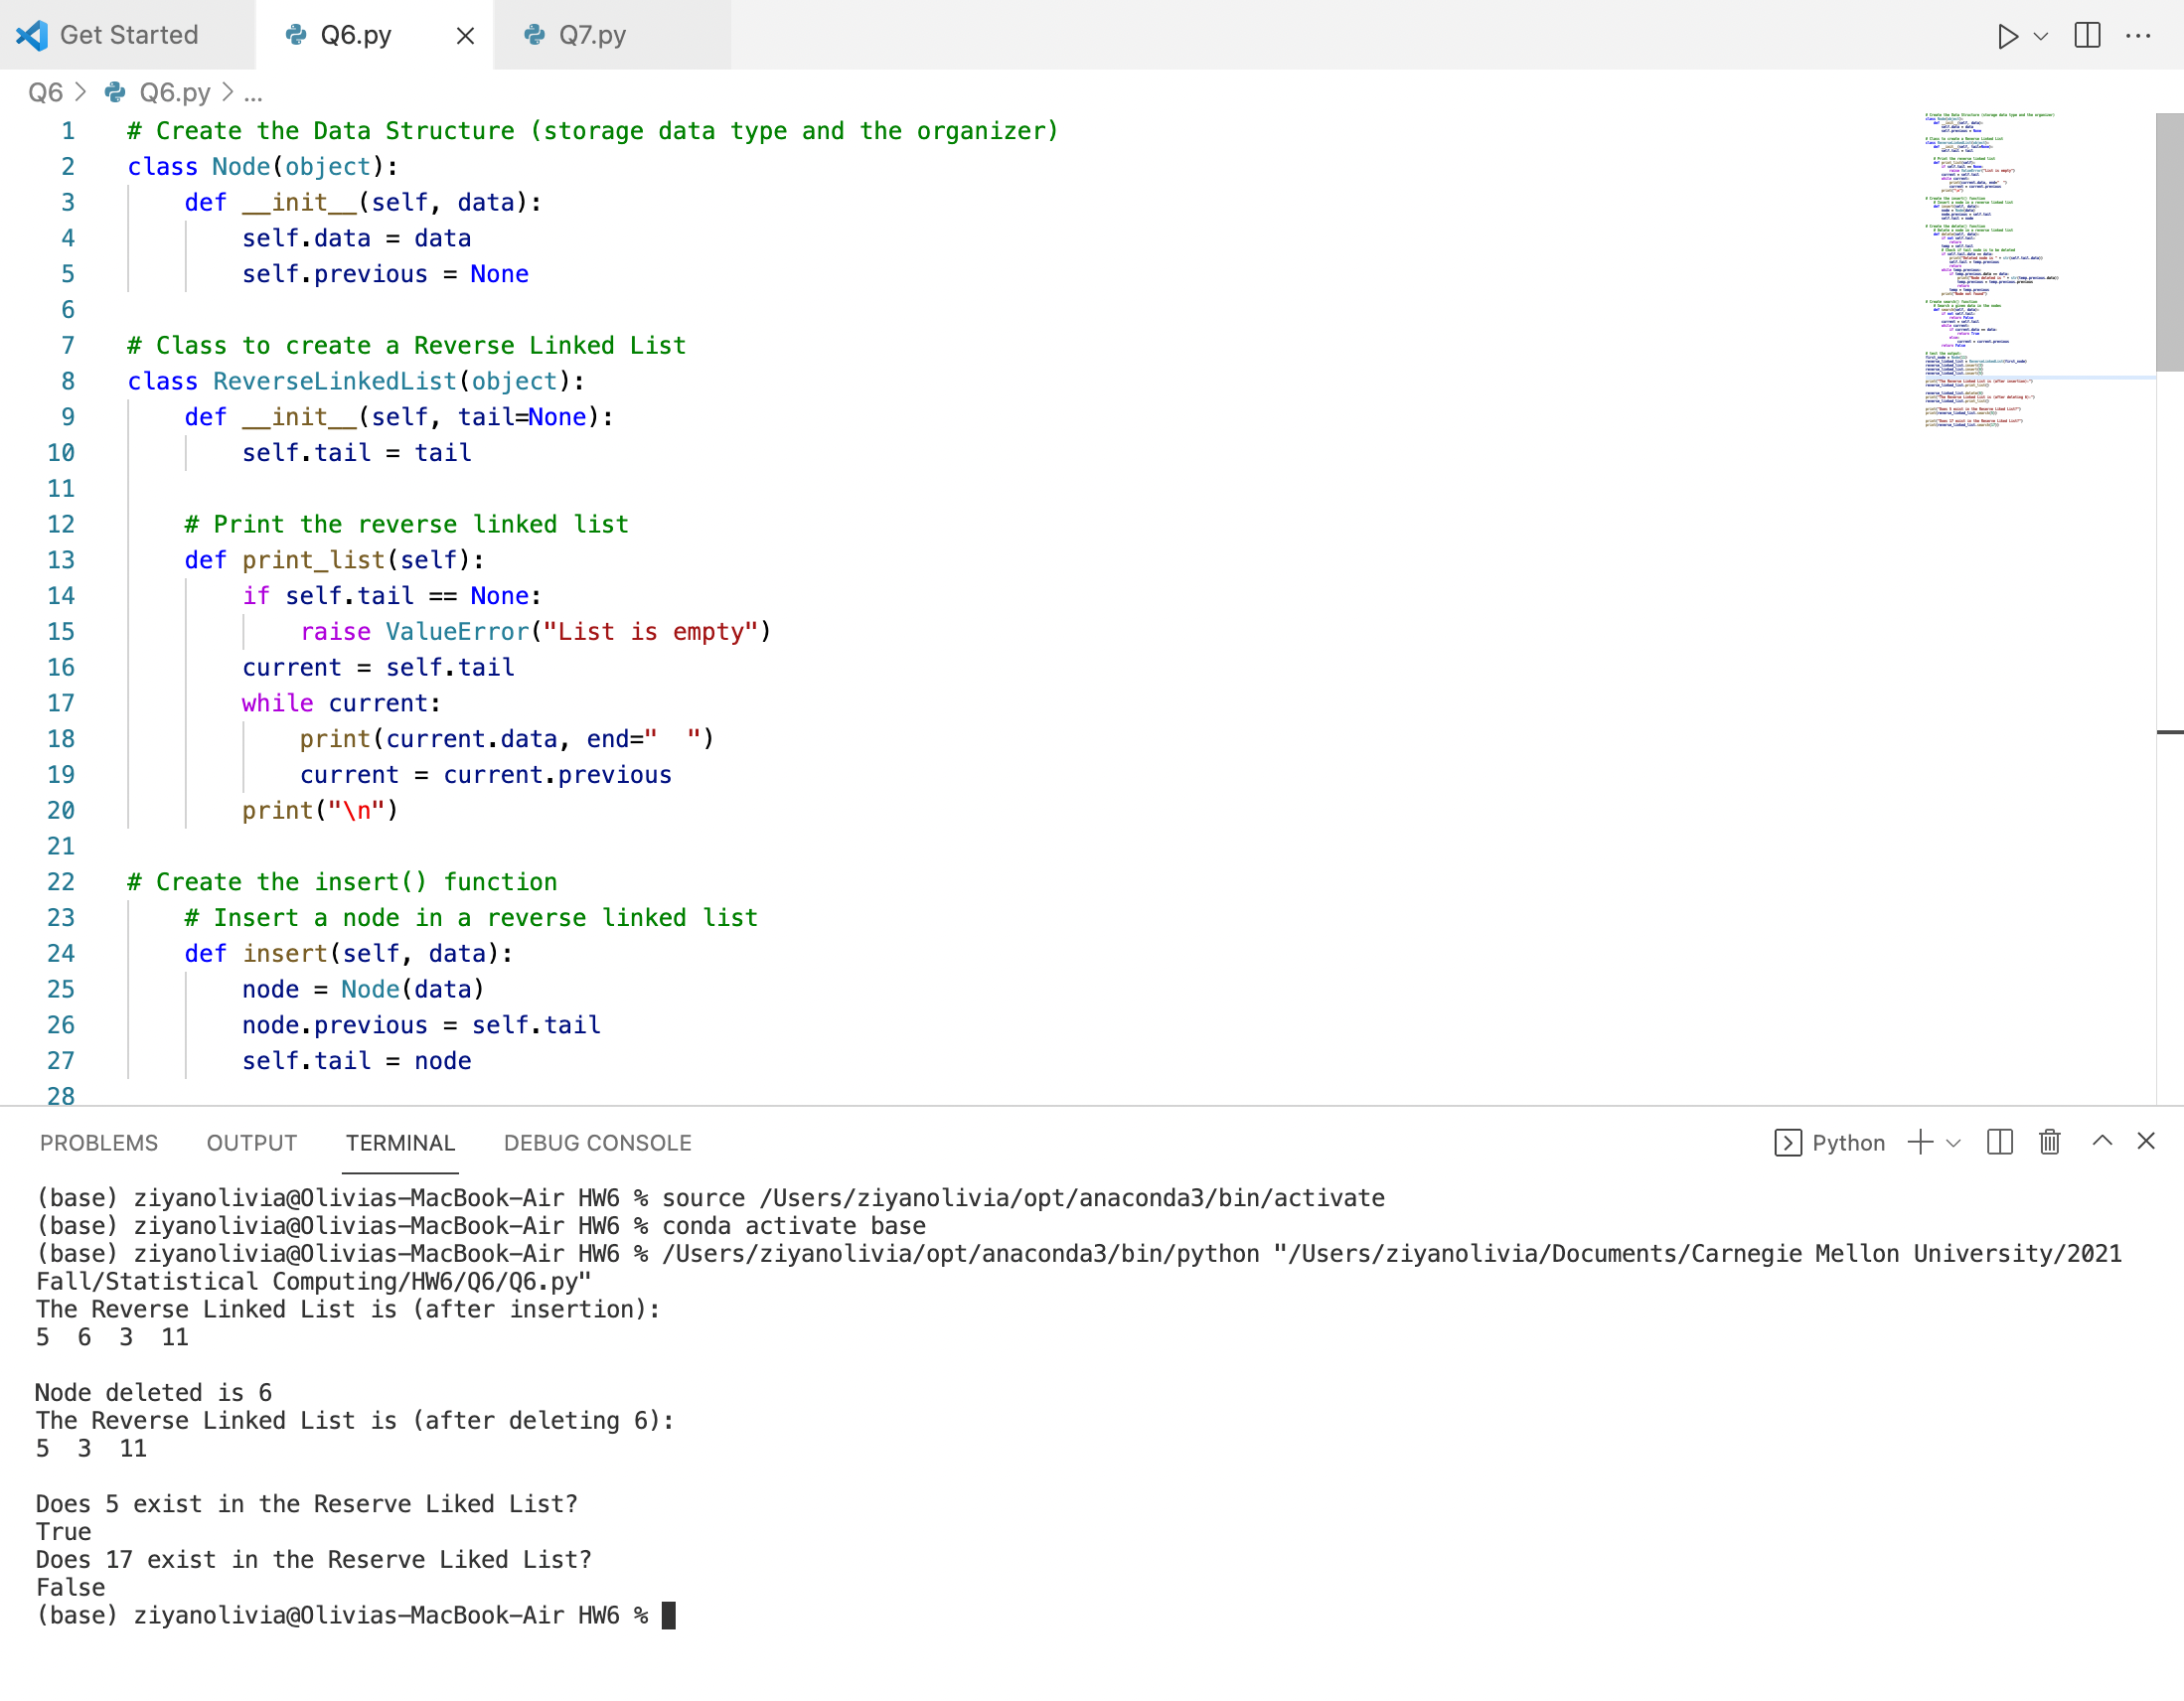 Get Started
Q6.py
Q7.py
Q6 > Q6.py > ...
1 # Create the Data Structure (storage data type and the organizer)
2 class Node(object):
3     def __init__(self, data):
4         self.data = data
5         self.previous = None
6
7 # Class to create a Reverse Linked List
8 class ReverseLinkedList(object):
9     def __init__(self, tail=None):
10         self.tail = tail
11
12     # Print the reverse linked list
13     def print_list(self):
14         if self.tail == None:
15             raise ValueError("List is empty")
16         current = self.tail
17         while current:
18             print(current.data, end="  ")
19             current = current.previous
20         print("\n")
21
22 # Create the insert() function
23     # Insert a node in a reverse linked list
24     def insert(self, data):
25         node = Node(data)
26         node.previous = self.tail
27         self.tail = node
28
PROBLEMS OUTPUT TERMINAL DEBUG CONSOLE Python
(base) ziyanolivia@Olivias-MacBook-Air HW6 % source /Users/ziyanolivia/opt/anaconda3/bin/activate
(base) ziyanolivia@Olivias-MacBook-Air HW6 % conda activate base
(base) ziyanolivia@Olivias-MacBook-Air HW6 % /Users/ziyanolivia/opt/anaconda3/bin/python "/Users/ziyanolivia/Documents/Carnegie Mellon University/2021
Fall/Statistical Computing/HW6/Q6/Q6.py"
The Reverse Linked List is (after insertion):
5  6  3  11

Node deleted is 6
The Reverse Linked List is (after deleting 6):
5  3  11

Does 5 exist in the Reserve Liked List?
True
Does 17 exist in the Reserve Liked List?
False
(base) ziyanolivia@Olivias-MacBook-Air HW6 %